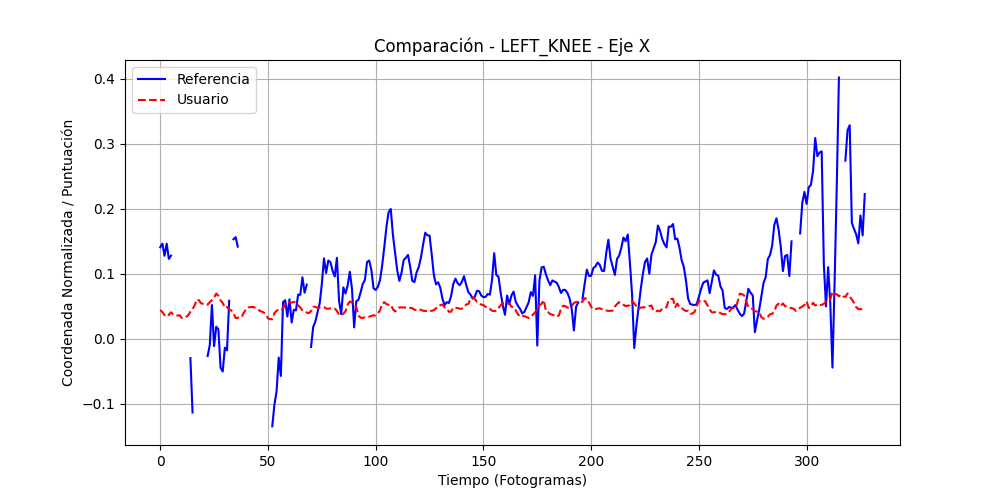 Comparación - LEFT_KNEE - Eje X
Referencia
Usuario
Coordenada Normalizada / Puntuación
0.4
0.3
0.2
0.1
0.0
−0.1
0
50
100
150
200
250
300
Tiempo (Fotogramas)